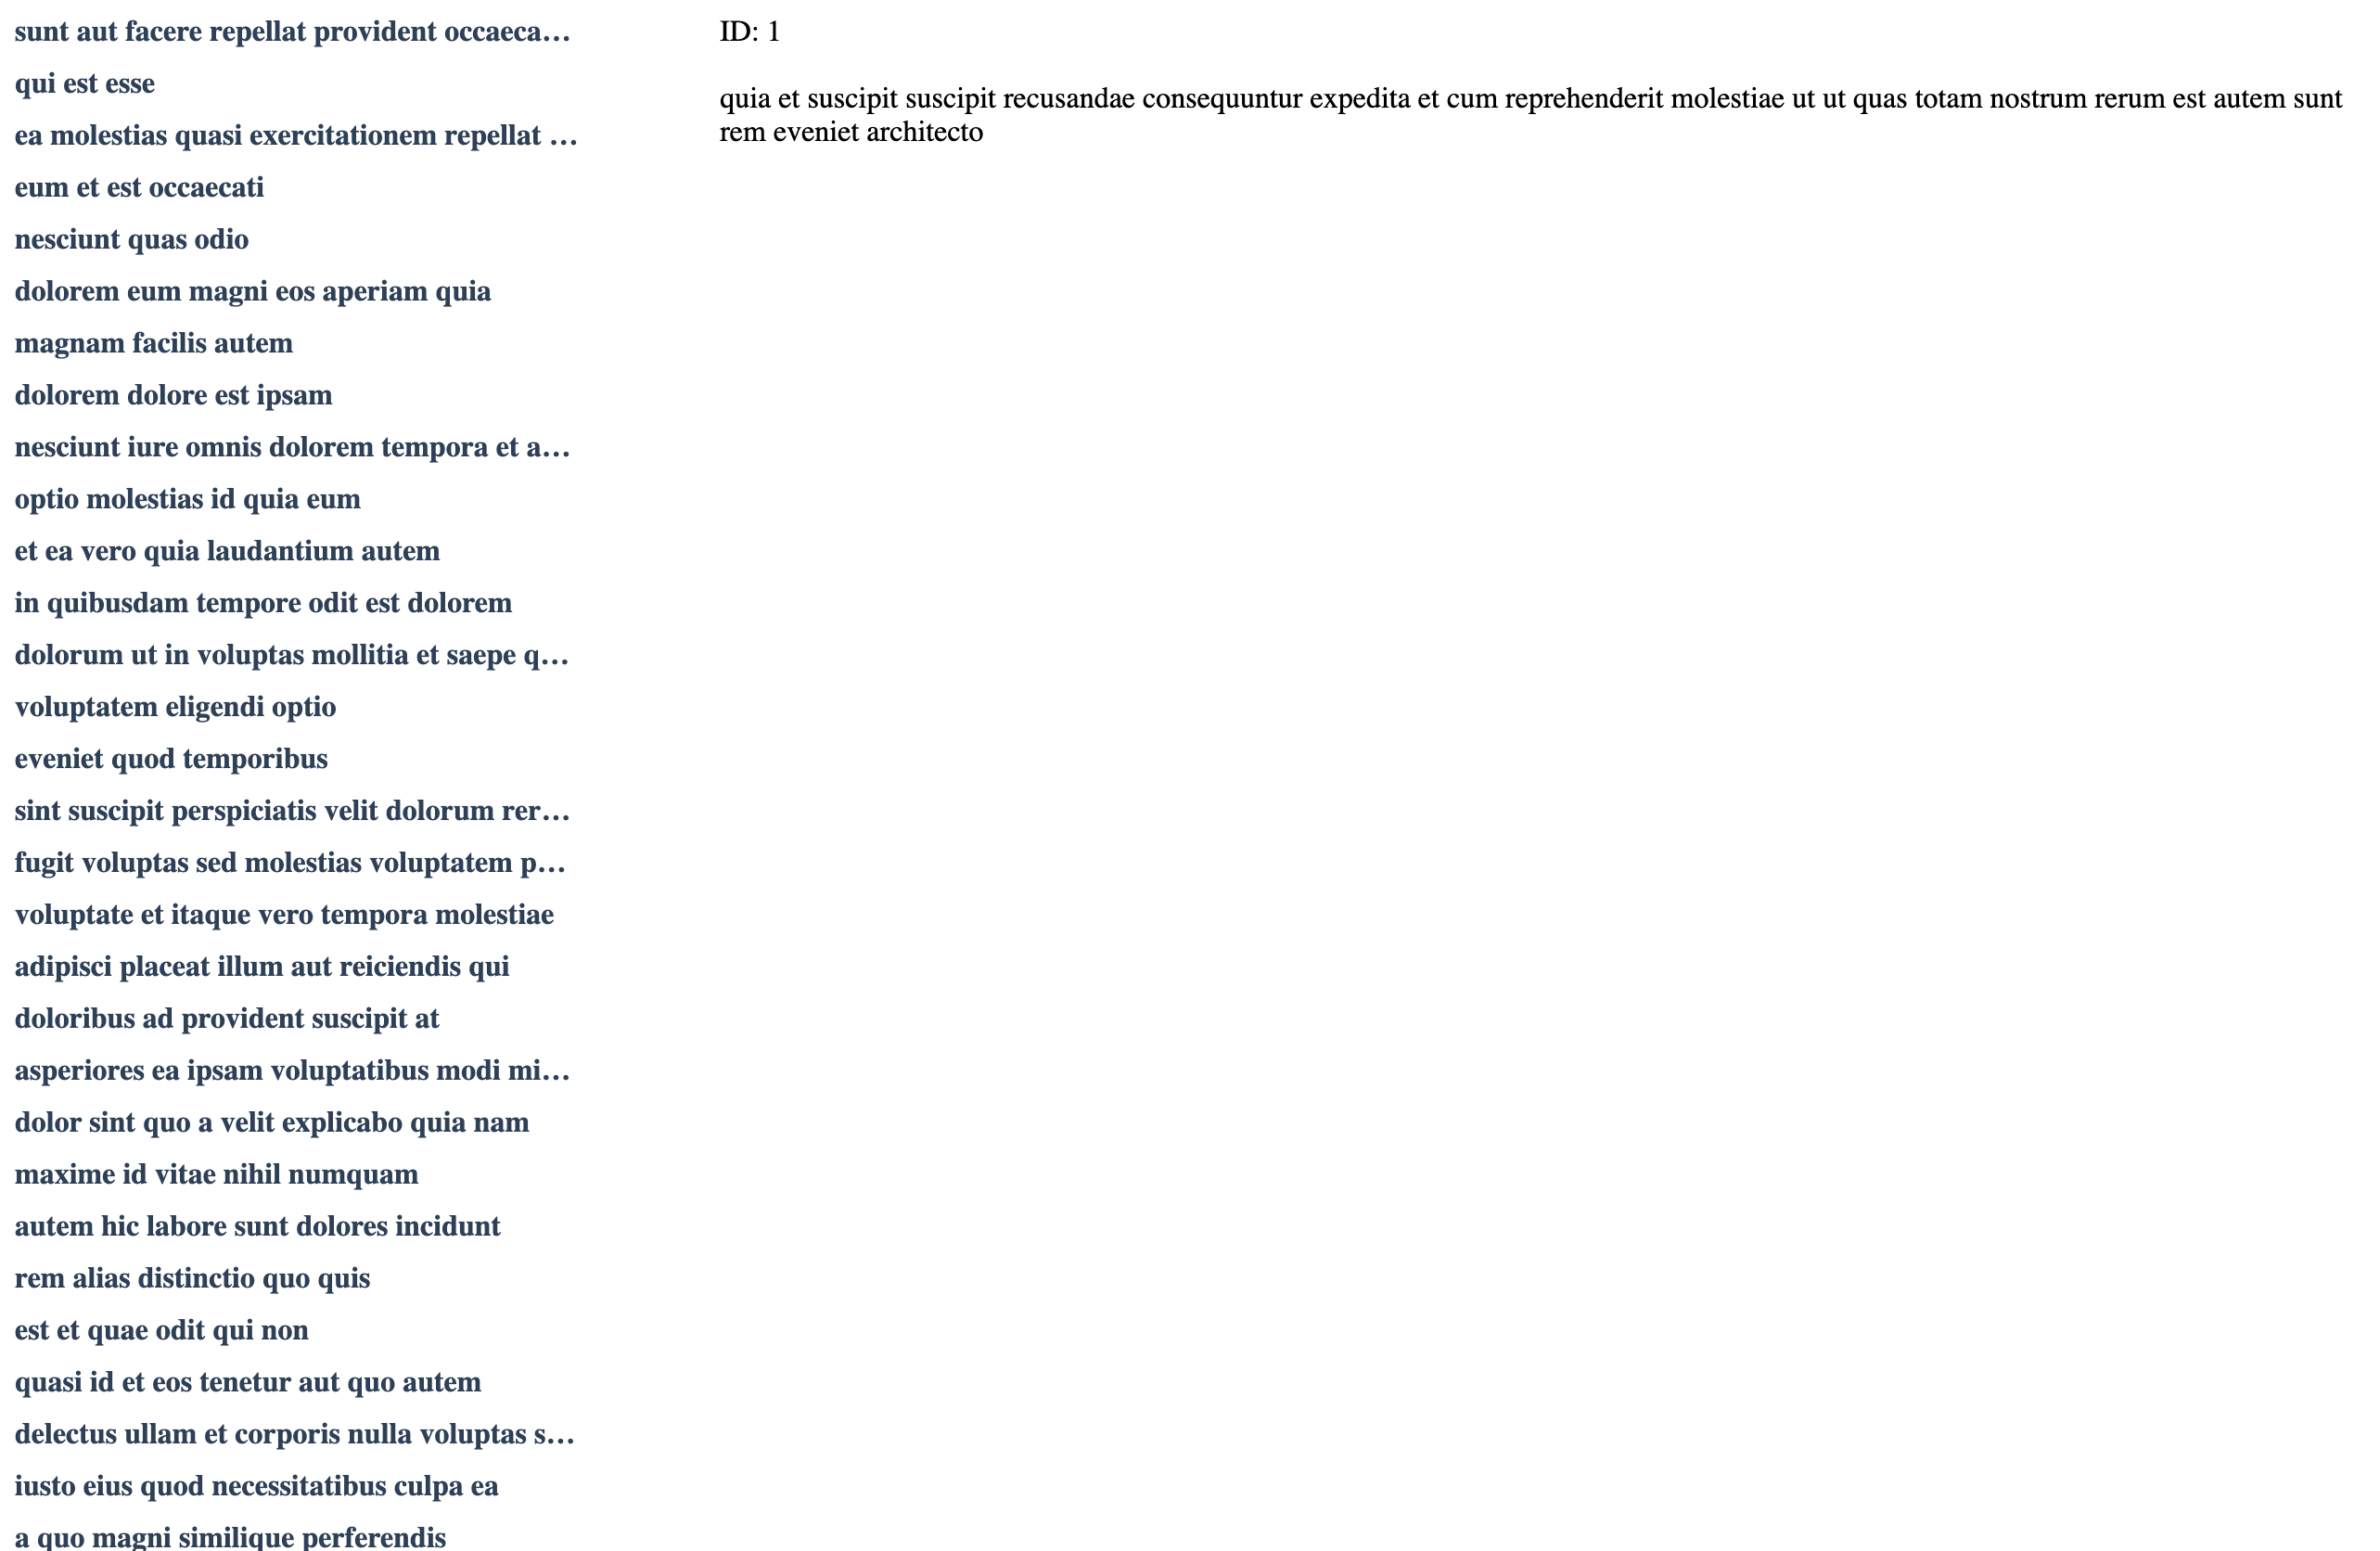 sunt aut facere repellat provident occaeca…
qui est esse
ea molestias quasi exercitationem repellat …
eum et est occaecati
nesciunt quas odio
dolorem eum magni eos aperiam quia
magnam facilis autem
dolorem dolore est ipsam
nesciunt iure omnis dolorem tempora et a…
optio molestias id quia eum
et ea vero quia laudantium autem
in quibusdam tempore odit est dolorem
dolorum ut in voluptas mollitia et saepe q…
voluptatem eligendi optio
eveniet quod temporibus
sint suscipit perspiciatis velit dolorum rer…
fugit voluptas sed molestias voluptatem p…
voluptate et itaque vero tempora molestiae
adipisci placeat illum aut reiciendis qui
doloribus ad provident suscipit at
asperiores ea ipsam voluptatibus modi mi…
dolor sint quo a velit explicabo quia nam
maxime id vitae nihil numquam
autem hic labore sunt dolores incidunt
rem alias distinctio quo quis
est et quae odit qui non
quasi id et eos tenetur aut quo autem
delectus ullam et corporis nulla voluptas s…
iusto eius quod necessitatibus culpa ea
a quo magni similique perferendis
ID: 1
quia et suscipit suscipit recusandae consequuntur expedita et cum reprehenderit molestiae ut ut quas totam nostrum rerum est autem sunt
rem eveniet architecto